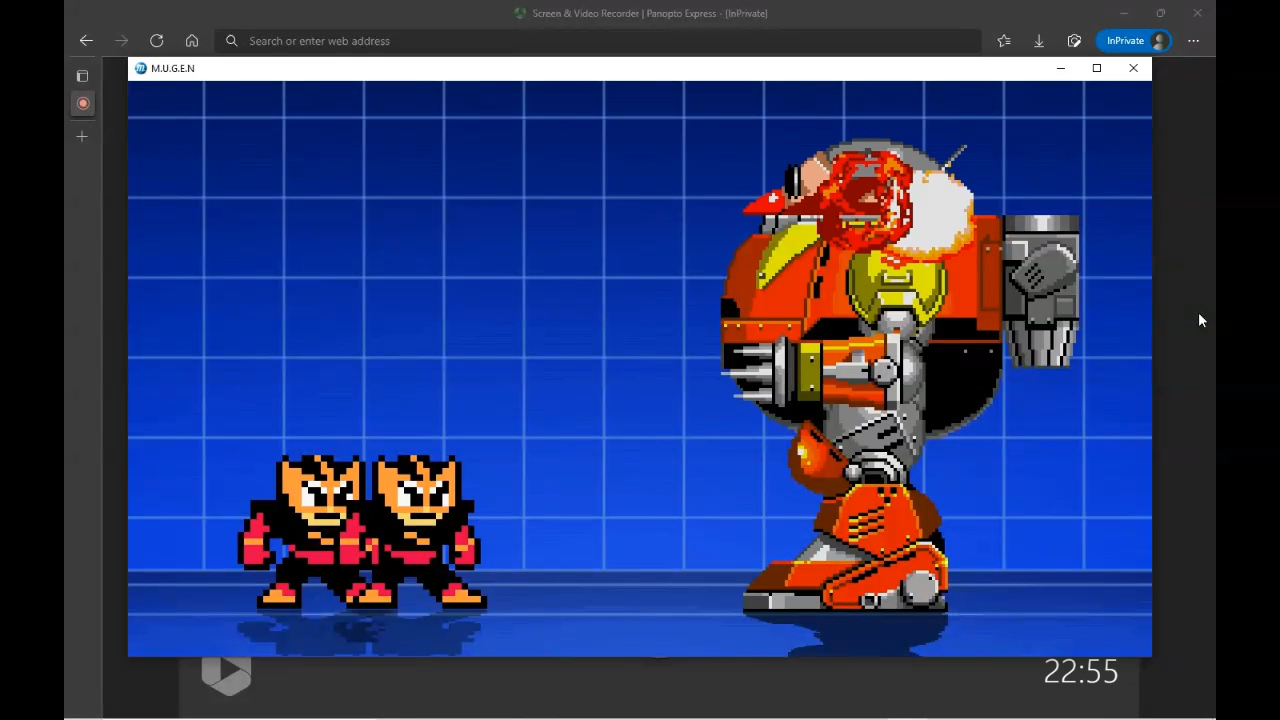 Screen & Video Recorder | Panopto Express - [InPrivate]
Search or enter web address
InPrivate
M.U.G.E.N
22:55